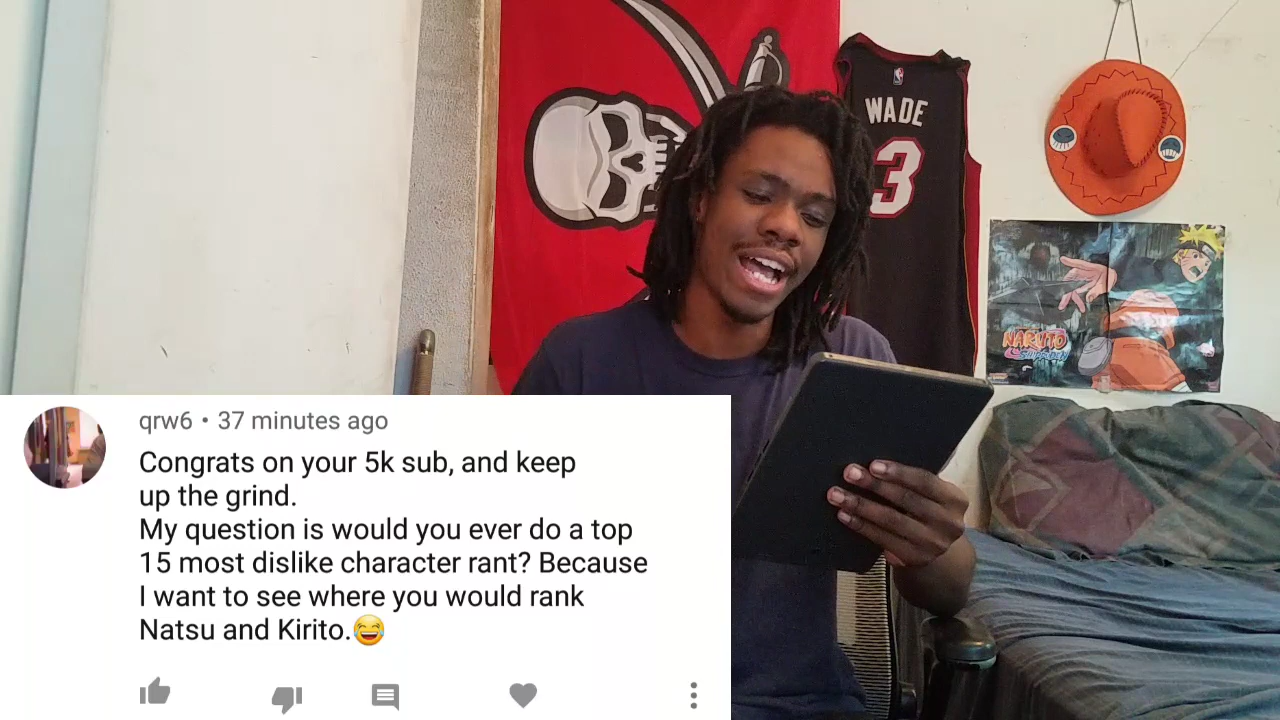 WADE
3
NARUTO
Shippuden
qrw6 • 37 minutes ago
Congrats on your 5k sub, and keep
up the grind.
My question is would you ever do a top
15 most dislike character rant? Because
I want to see where you would rank
Natsu and Kirito.😂